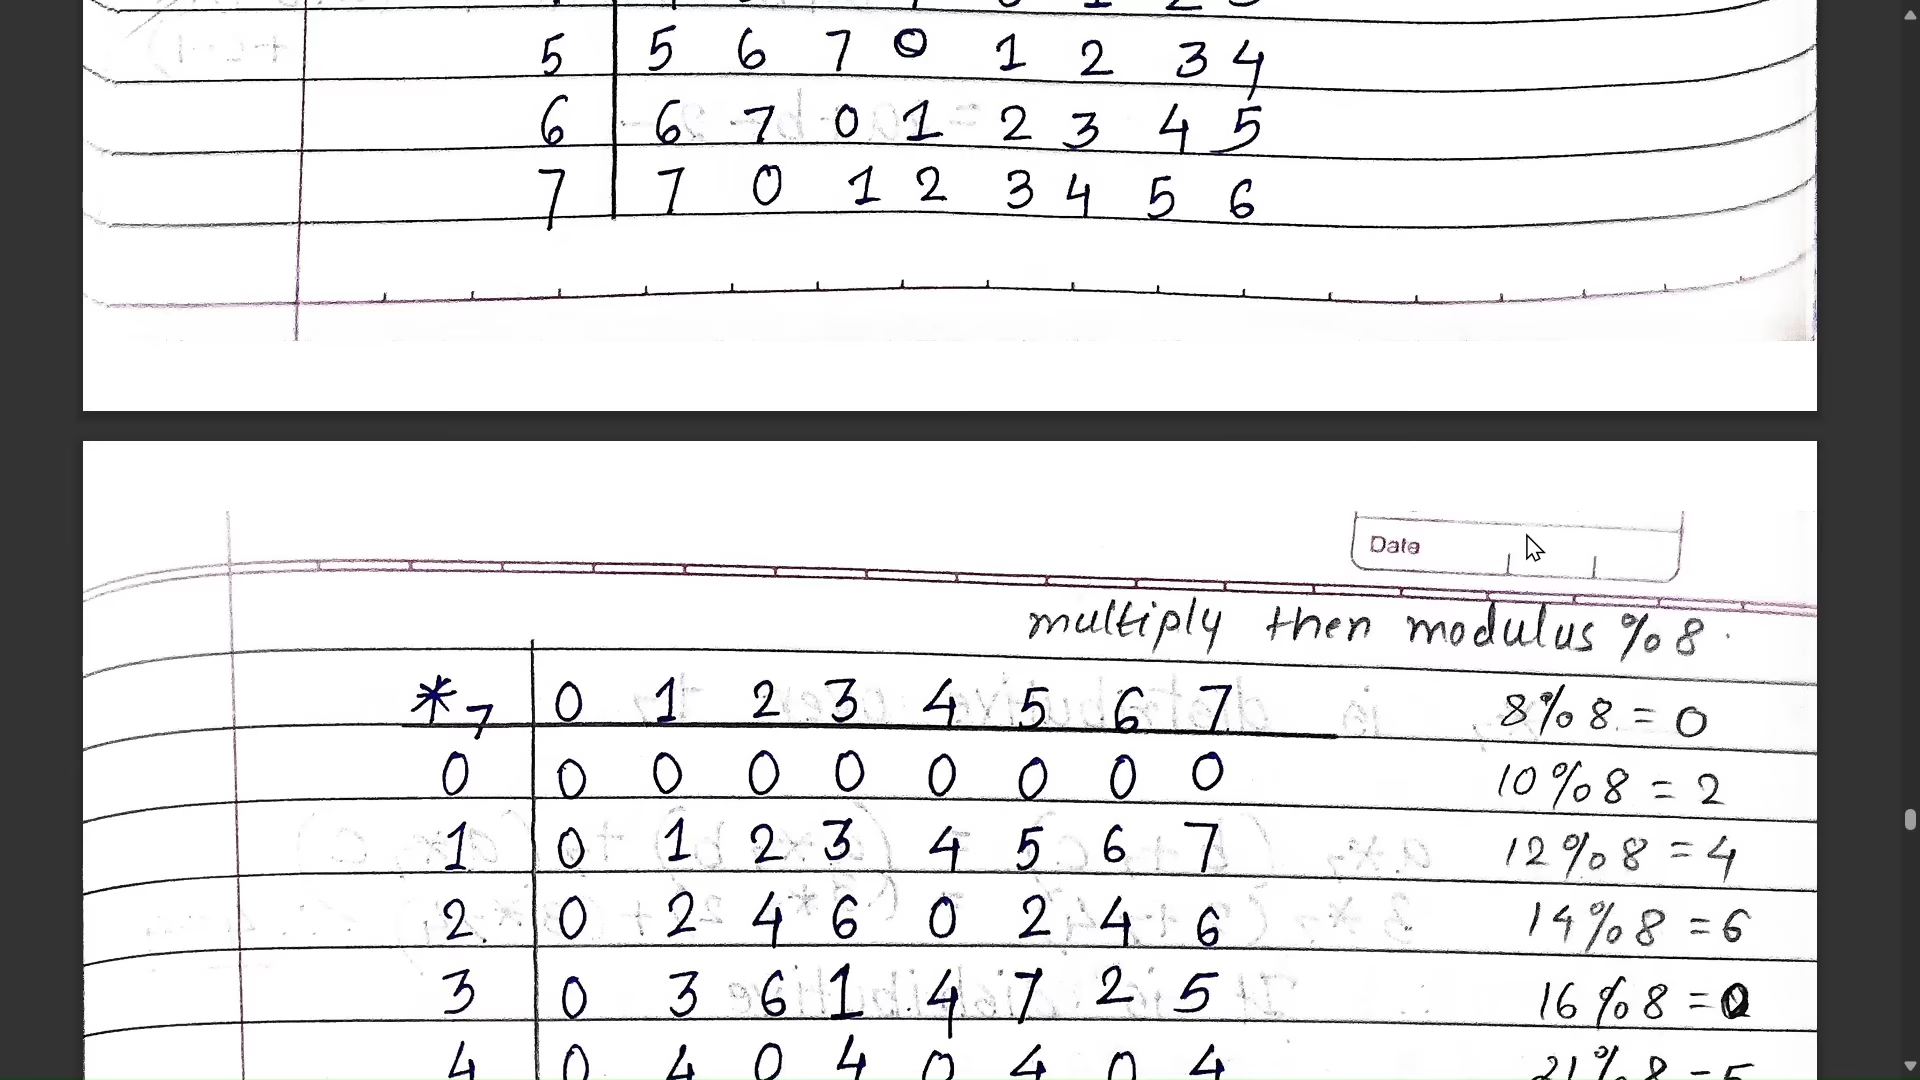 5 5 6 7 0 1 2 3 4
6 6 7 0 1 2 3 4 5
7 7 0 1 2 3 4 5 6
Date
multiply then modulus %8.
*7 0 1 2 3 4 5 6 7 8%8 = 0
0 0 0 0 0 0 0 0 0 10%8 = 2
1 0 1 2 3 4 5 6 7 12%8 = 4
2 0 2 4 6 0 2 4 6 14%8 = 6
3 0 3 6 1 4 7 2 5 16%8 = 0
4 0 4 0 4 0 4 0 4 21%8 = 5